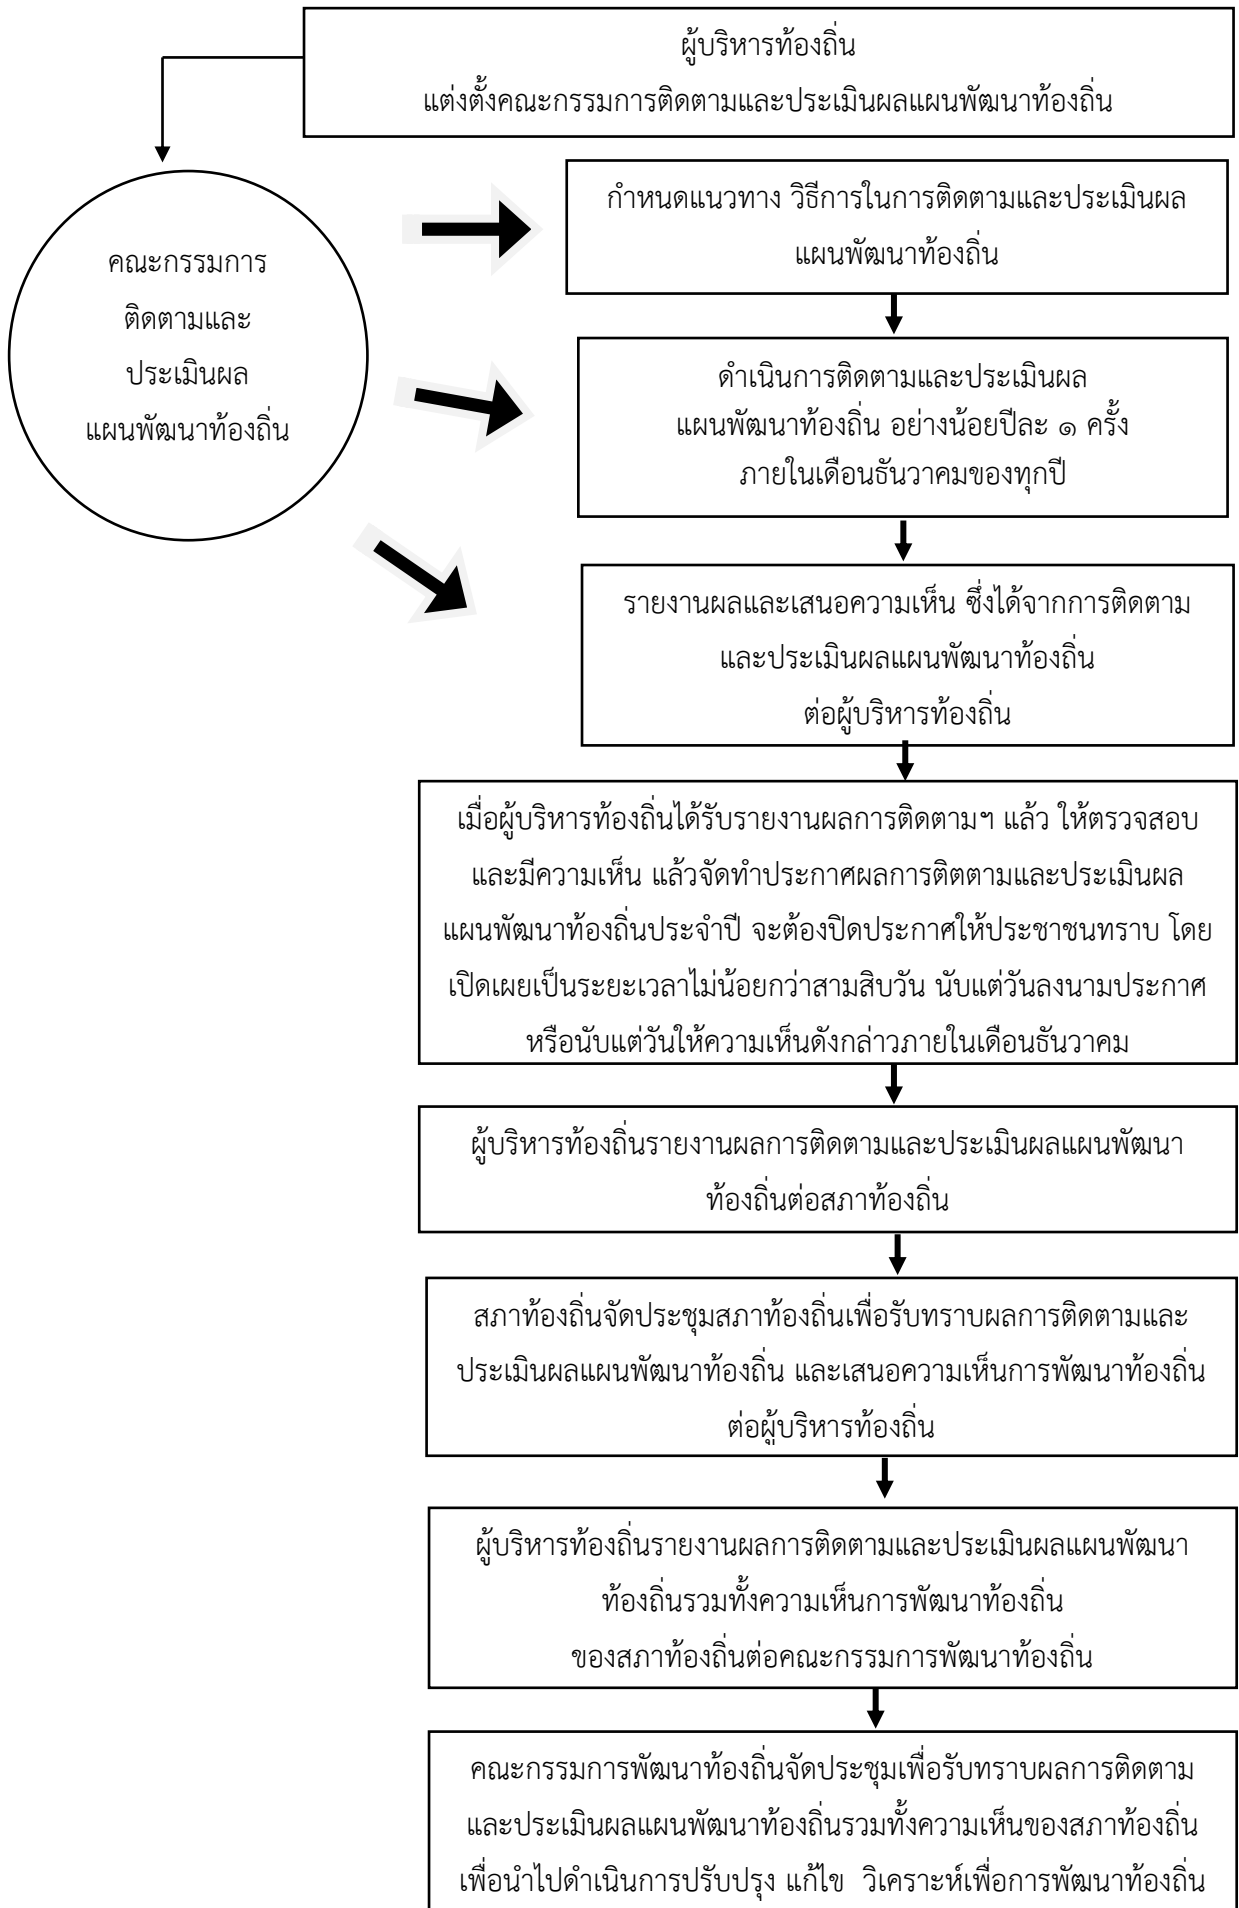 ผู้บริหารท้องถิ่น
แต่งตั้งคณะกรรมการติดตามและประเมินผลแผนพัฒนาท้องถิ่น
คณะกรรมการ
ติดตามและ
ประเมินผล
แผนพัฒนาท้องถิ่น
กำหนดแนวทาง วิธีการในการติดตามและประเมินผล
แผนพัฒนาท้องถิ่น
ดำเนินการติดตามและประเมินผล
แผนพัฒนาท้องถิ่น อย่างน้อยปีละ ๑ ครั้ง
ภายในเดือนธันวาคมของทุกปี
รายงานผลและเสนอความเห็น ซึ่งได้จากการติดตาม
และประเมินผลแผนพัฒนาท้องถิ่น
ต่อผู้บริหารท้องถิ่น
เมื่อผู้บริหารท้องถิ่นได้รับรายงานผลการติดตามฯ แล้ว ให้ตรวจสอบ
และมีความเห็น แล้วจัดทำประกาศผลการติตตามและประเมินผล
แผนพัฒนาท้องถิ่นประจำปี จะต้องปิดประกาศให้ประชาชนทราบ โดย
เปิดเผยเป็นระยะเวลาไม่น้อยกว่าสามสิบวัน นับแต่วันลงนามประกาศ
หรือนับแต่วันให้ความเห็นดังกล่าวภายในเดือนธันวาคม
ผู้บริหารท้องถิ่นรายงานผลการติดตามและประเมินผลแผนพัฒนา
ท้องถิ่นต่อสภาท้องถิ่น
สภาท้องถิ่นจัดประชุมสภาท้องถิ่นเพื่อรับทราบผลการติดตามและ
ประเมินผลแผนพัฒนาท้องถิ่น และเสนอความเห็นการพัฒนาท้องถิ่น
ต่อผู้บริหารท้องถิ่น
ผู้บริหารท้องถิ่นรายงานผลการติดตามและประเมินผลแผนพัฒนา
ท้องถิ่นรวมทั้งความเห็นการพัฒนาท้องถิ่น
ของสภาท้องถิ่นต่อคณะกรรมการพัฒนาท้องถิ่น
คณะกรรมการพัฒนาท้องถิ่นจัดประชุมเพื่อรับทราบผลการติดตาม
และประเมินผลแผนพัฒนาท้องถิ่นรวมทั้งความเห็นของสภาท้องถิ่น
เพื่อนำไปดำเนินการปรับปรุง แก้ไข วิเคราะห์เพื่อการพัฒนาท้องถิ่น